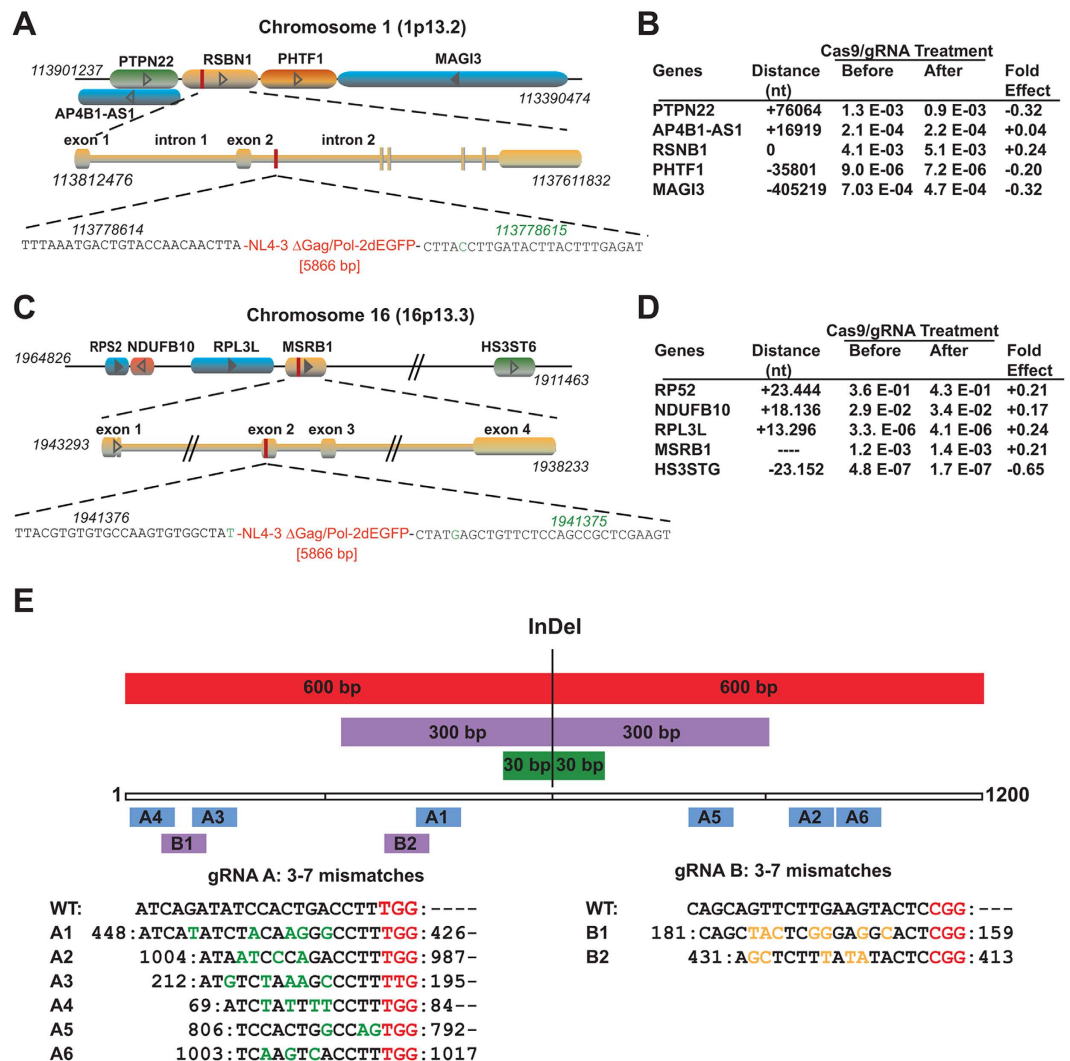 A
Chromosome 1 (1p13.2)
PTPN22 RSBN1 PHTF1 MAGI3
113901237
113390474
AP4B1-AS1
exon 1 intron 1 exon 2 intron 2
113812476
1137611832
113778614
113778615
TTTAAATGACTGTACCAACAACTTA-NL4-3 ΔGag/Pol-2dEGFP-CTTACCTTGATACTTACTTTGAGAT
[5866 bp]
B
Cas9/gRNA Treatment
Genes Distance (nt) Before After Fold Effect
PTPN22 +76064 1.3 E-03 0.9 E-03 -0.32
AP4B1-AS1 +16919 2.1 E-04 2.2 E-04 +0.04
RSNB1 0 4.1 E-03 5.1 E-03 +0.24
PHTF1 -35801 9.0 E-06 7.2 E-06 -0.20
MAGI3 -405219 7.03 E-04 4.7 E-04 -0.32
C
Chromosome 16 (16p13.3)
RPS2 NDUFB10 RPL3L MSRB1 HS3ST6
1964826
1911463
exon 1 exon 2 exon 3 exon 4
1943293
1938233
1941376
1941375
TTACGTGTGTGCCAAGTGTGGCTAT-NL4-3 ΔGag/Pol-2dEGFP-CTATGAGCTGTTCTCCAGCCGCTCGAAGT
[5866 bp]
D
Cas9/gRNA Treatment
Genes Distance (nt) Before After Fold Effect
RP52 +23.444 3.6 E-01 4.3 E-01 +0.21
NDUFB10 +18.136 2.9 E-02 3.4 E-02 +0.17
RPL3L +13.296 3.3. E-06 4.1 E-06 +0.24
MSRB1 ---- 1.2 E-03 1.4 E-03 +0.21
HS3STG -23.152 4.8 E-07 1.7 E-07 -0.65
E
InDel
600 bp 600 bp
300 bp 300 bp
30 bp 30 bp
1 1200
A4 A3 A1 A5 A2 A6
B1 B2
gRNA A: 3-7 mismatches
WT: ATCAGATATCCACTGACCTTTGG:----
A1 448:ATCATATCTACAAGGGCCTTTGG:426-
A2 1004:ATAATCCCAGACCTTTGG:987-
A3 212:ATGTCTAAAGCCCTTTTG:195-
A4 69:ATCTATTTTCCTTTGG:84--
A5 806:TCCACTGGCCAGTGG:792-
A6 1003:TCAAGTCACCTTTGG:1017
gRNA B: 3-7 mismatches
WT: CAGCAGTTCTTGAAGTACTCCGG:---
B1 181:CAGCTACTCGGGAGGCACTCGG:159
B2 431:AGCTCTTTATATACTCCGG:413